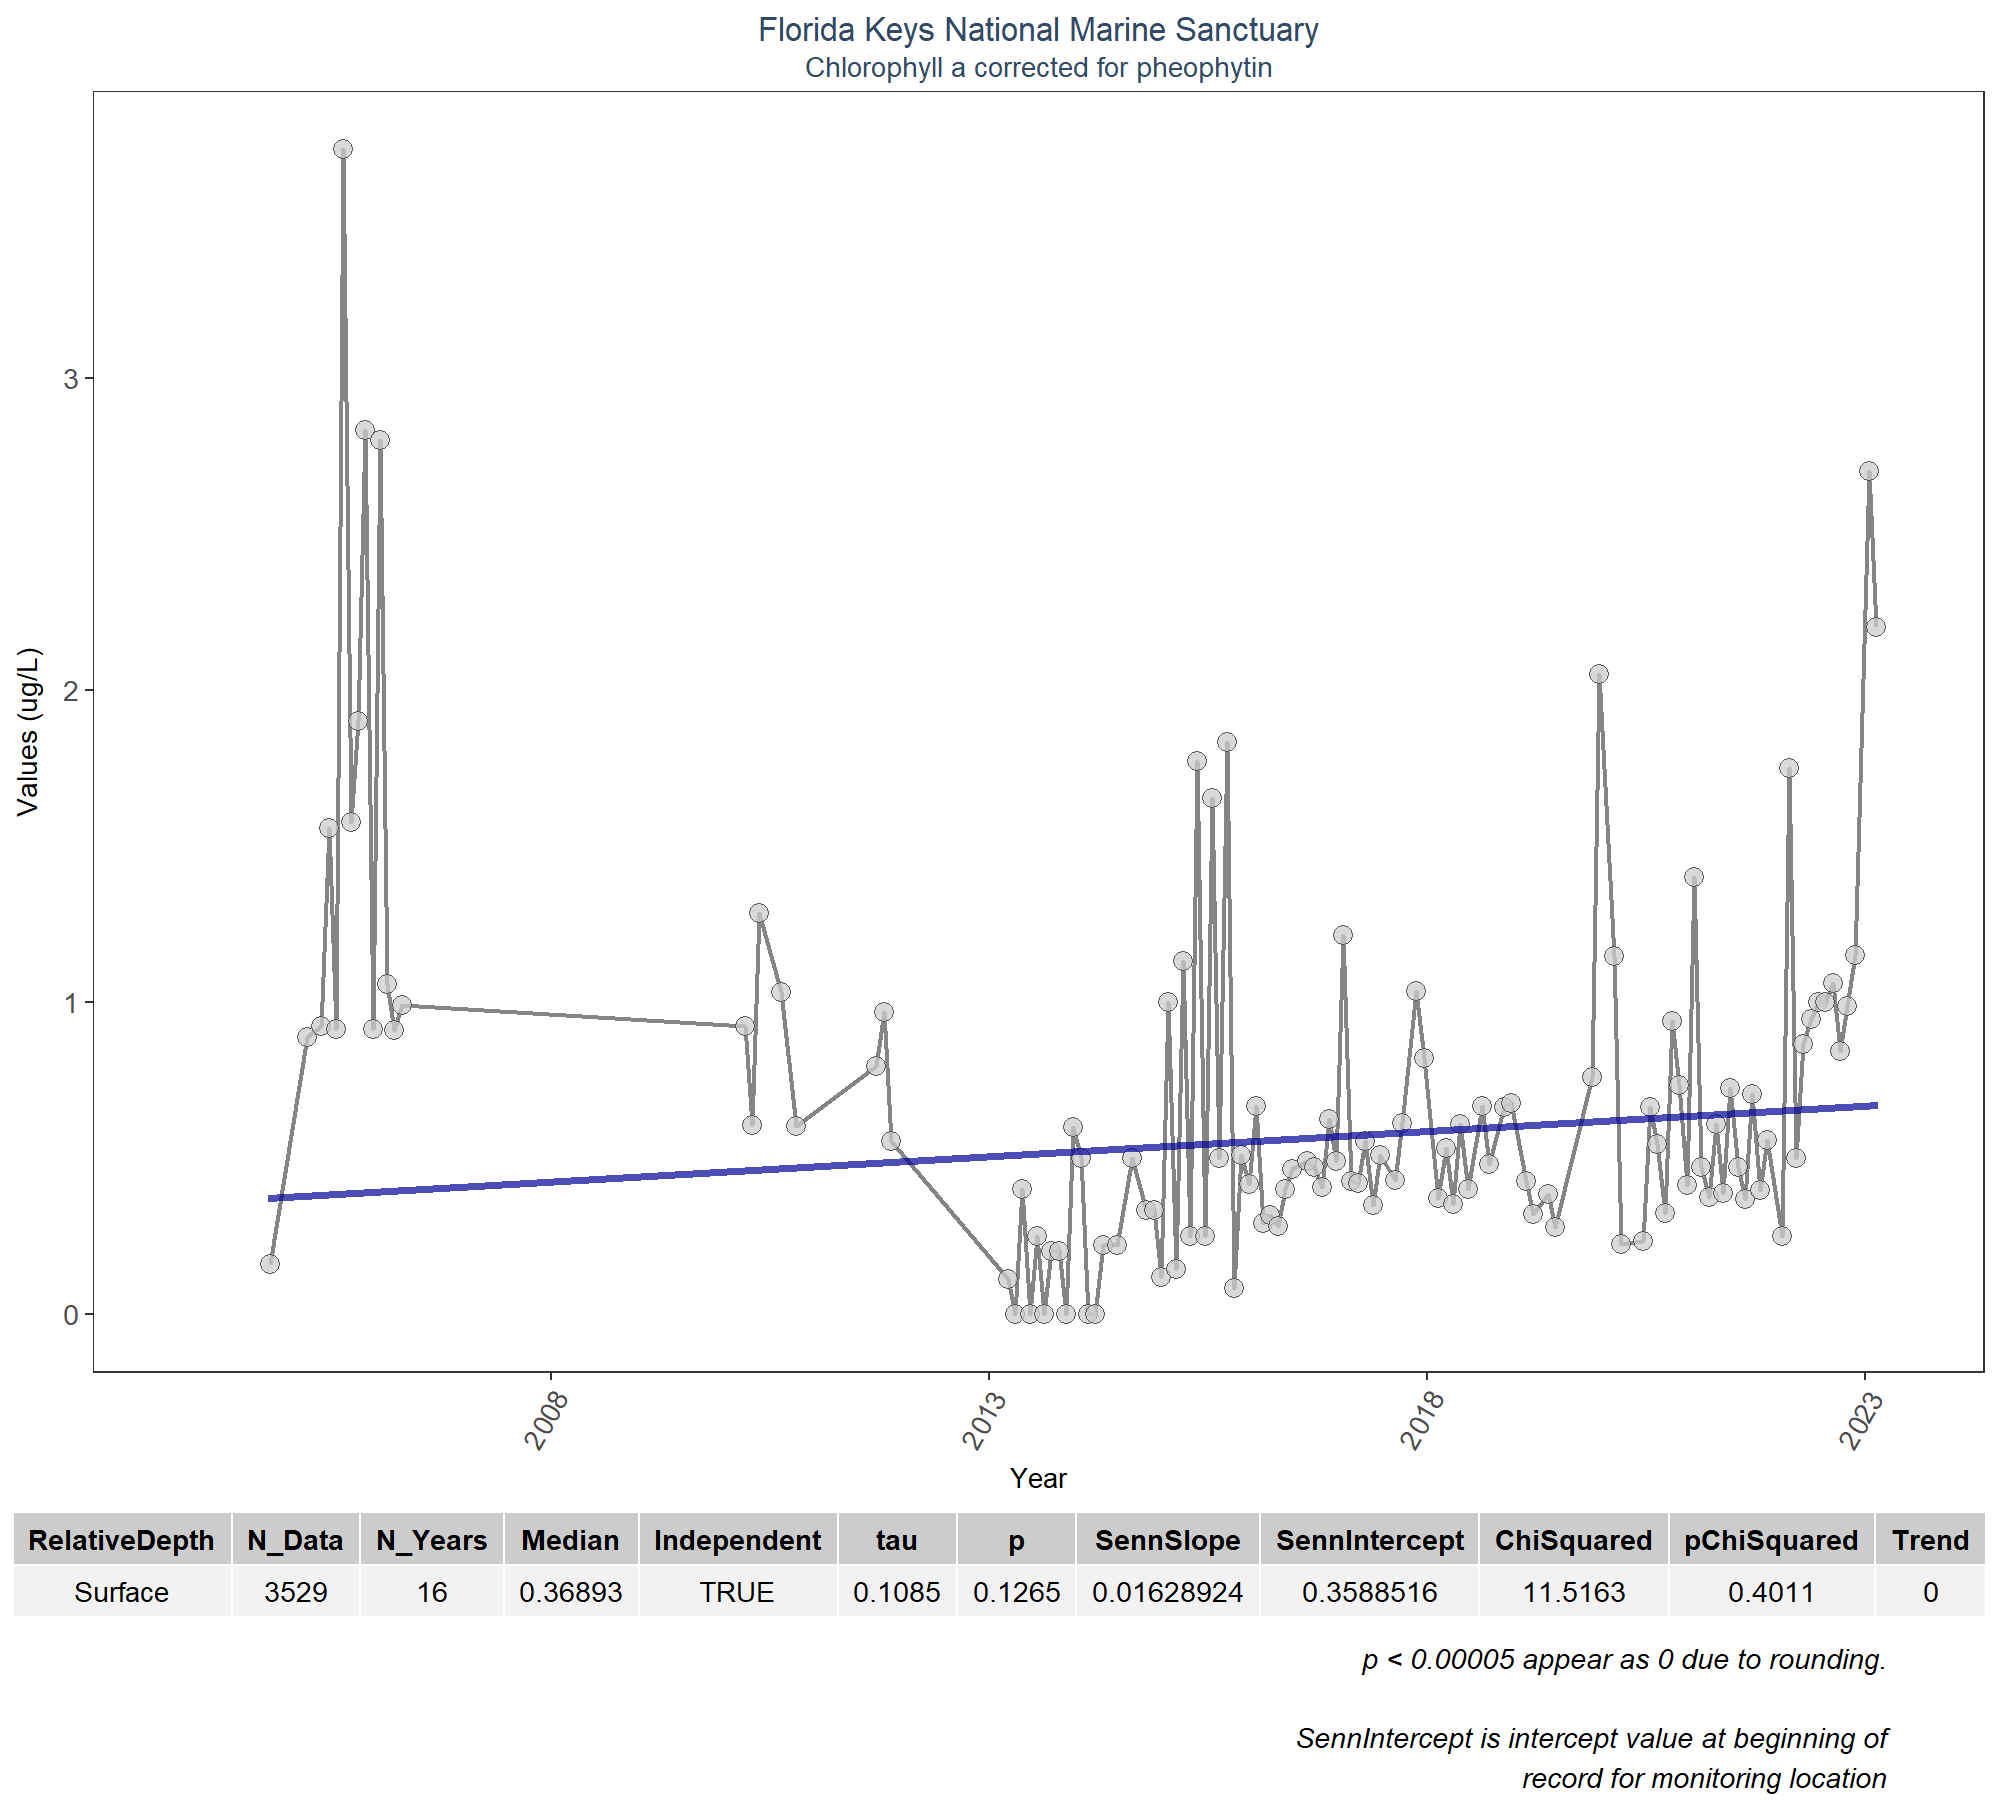 Florida Keys National Marine Sanctuary
Chlorophyll a corrected for pheophytin
Values (ug/L)
3
2
1
0
2008 2013 2018 2023
Year
RelativeDepth N_Data N_Years Median Independent tau p SennSlope SennIntercept ChiSquared pChiSquared Trend
Surface 3529 16 0.36893 TRUE 0.1085 0.1265 0.01628924 0.3588516 11.5163 0.4011 0
p < 0.00005 appear as 0 due to rounding.
SennIntercept is intercept value at beginning of
record for monitoring location